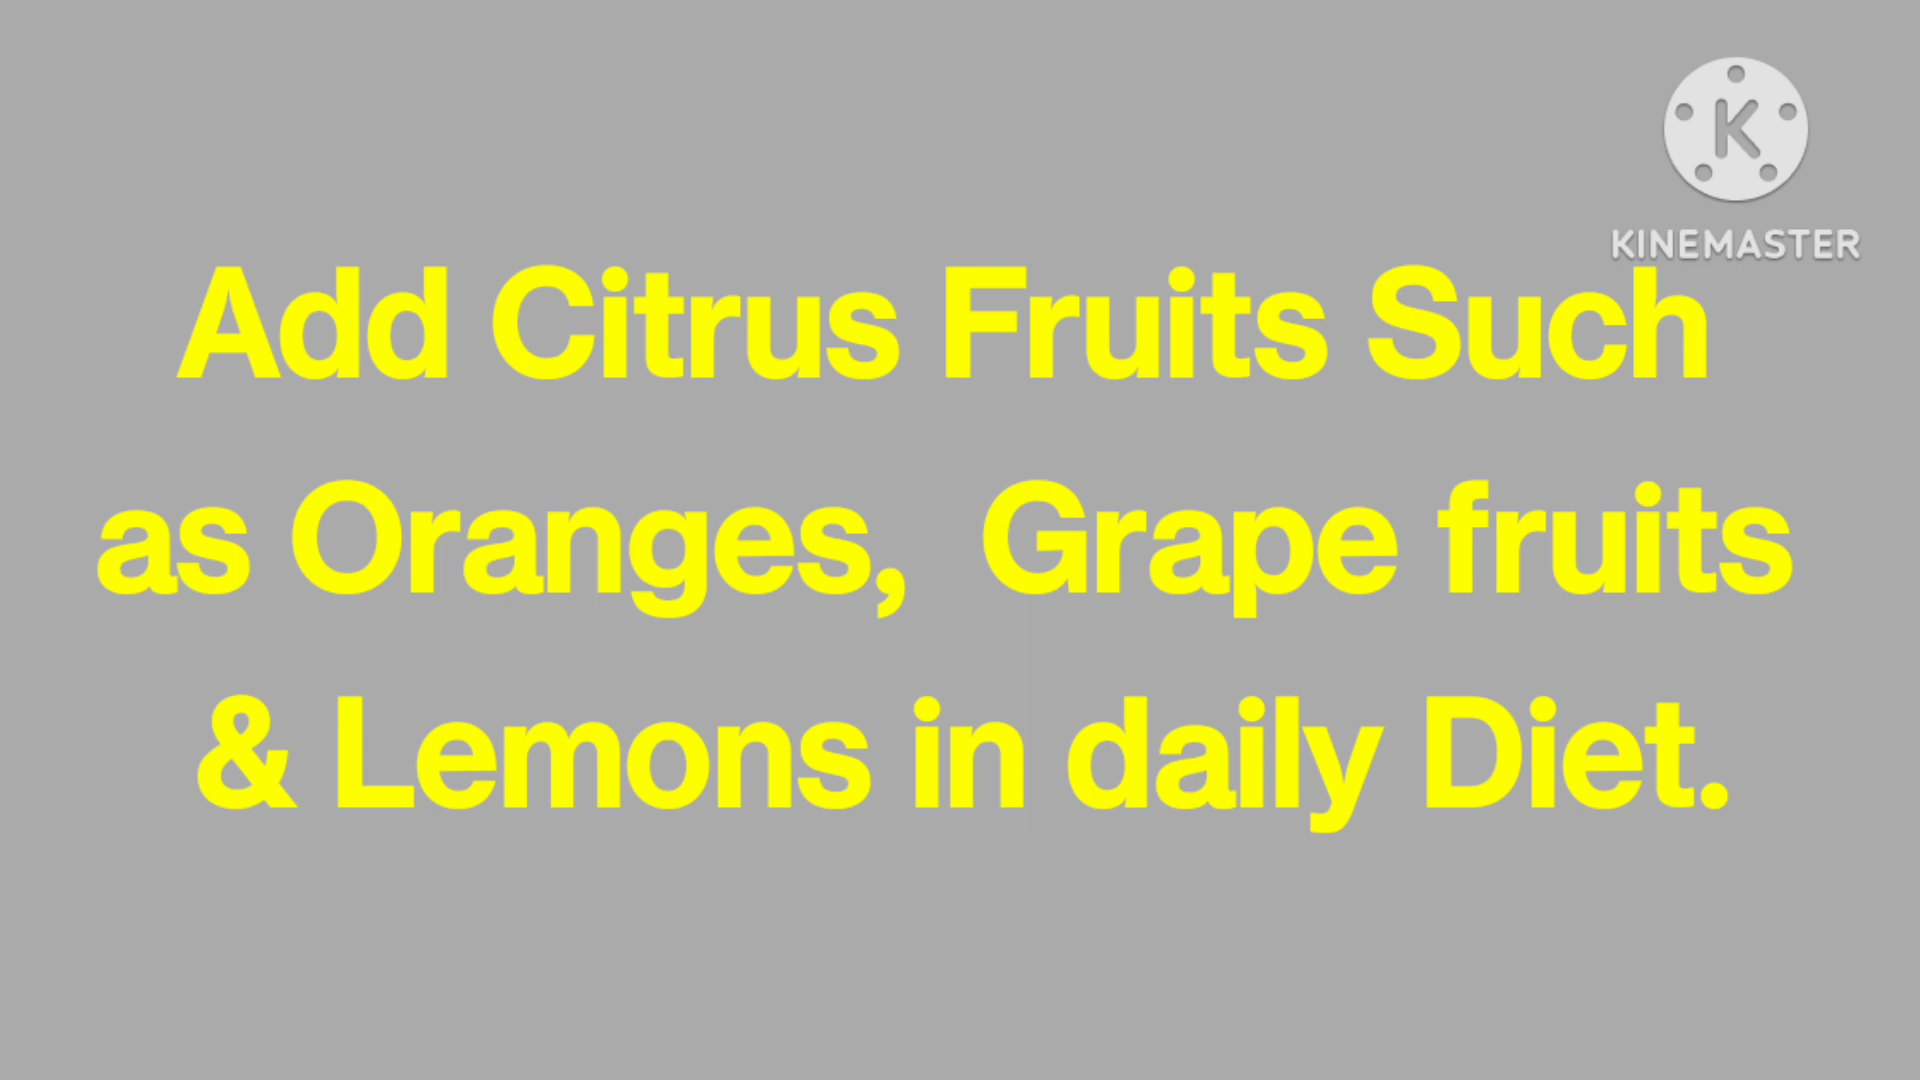 K
KINEMASTER
Add Citrus Fruits Such
as Oranges,  Grape fruits
& Lemons in daily Diet.